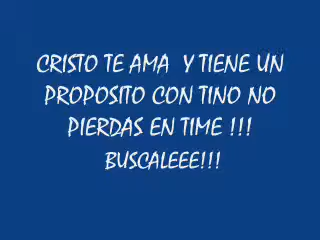 CRISTO TE AMA Y TIENE UN
PROPOSITO CON TINO NO
PIERDAS EN TIME !!!
BUSCALEEE!!!